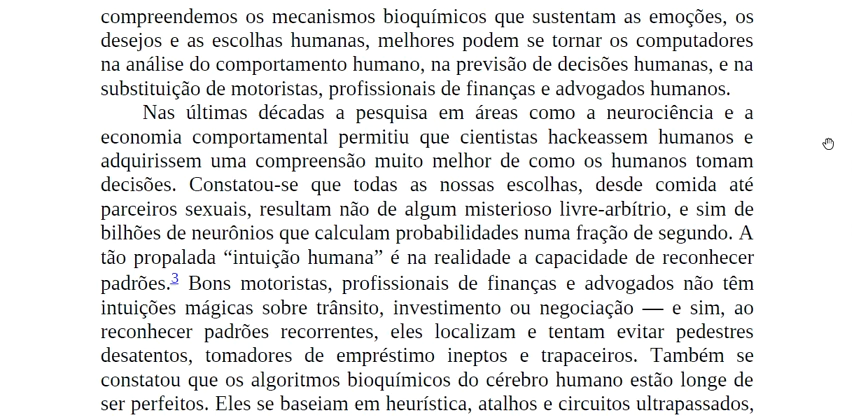 compreendemos os mecanismos bioquímicos que sustentam as emoções, os
desejos e as escolhas humanas, melhores podem se tornar os computadores
na análise do comportamento humano, na previsão de decisões humanas, e na
substituição de motoristas, profissionais de finanças e advogados humanos.
Nas últimas décadas a pesquisa em áreas como a neurociência e a
economia comportamental permitiu que cientistas hackeassem humanos e
adquirissem uma compreensão muito melhor de como os humanos tomam
decisões. Constatou-se que todas as nossas escolhas, desde comida até
parceiros sexuais, resultam não de algum misterioso livre-arbítrio, e sim de
bilhões de neurônios que calculam probabilidades numa fração de segundo. A
tão propalada “intuição humana” é na realidade a capacidade de reconhecer
padrões.3 Bons motoristas, profissionais de finanças e advogados não têm
intuições mágicas sobre trânsito, investimento ou negociação — e sim, ao
reconhecer padrões recorrentes, eles localizam e tentam evitar pedestres
desatentos, tomadores de empréstimo ineptos e trapaceiros. Também se
constatou que os algoritmos bioquímicos do cérebro humano estão longe de
ser perfeitos. Eles se baseiam em heurística, atalhos e circuitos ultrapassados,